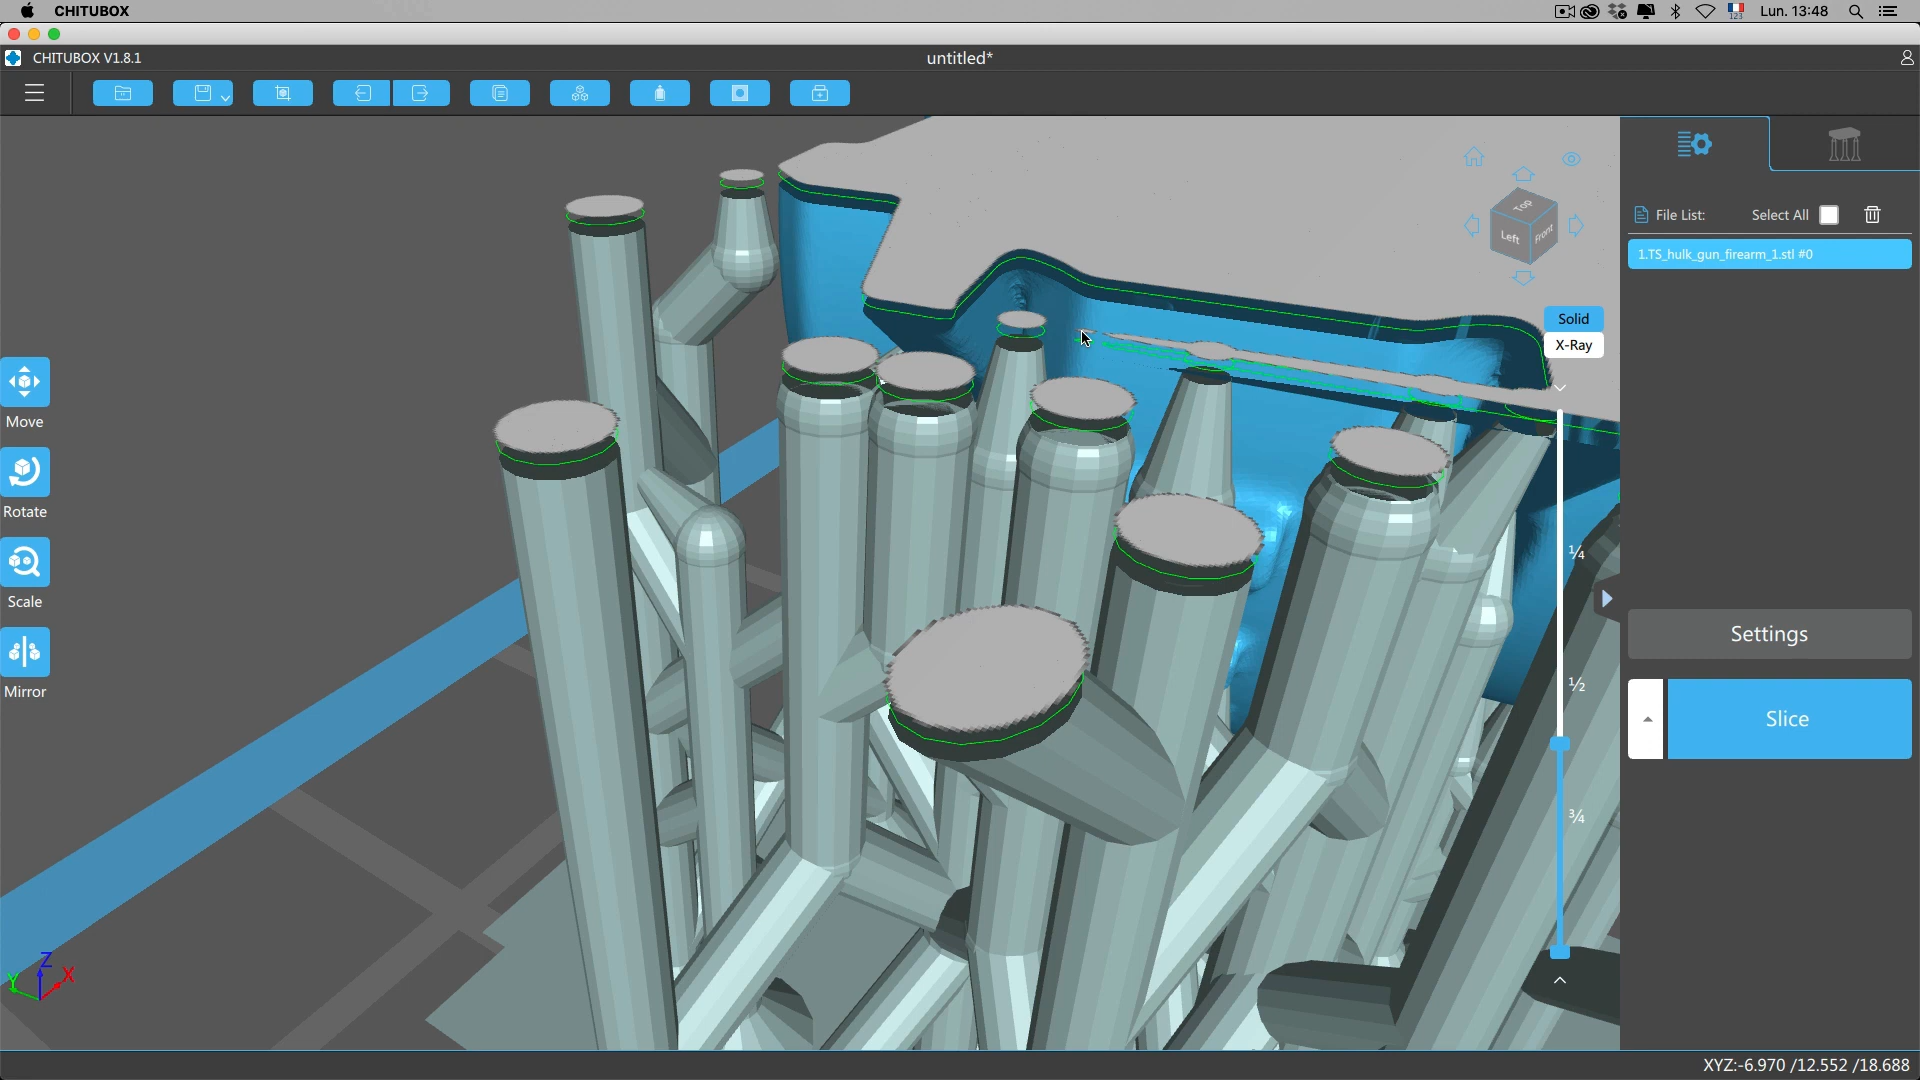 CHITUBOX
123
Lun. 13:48
CHITUBOX V1.8.1
untitled*
File List:
Select All
1.TS_hulk_gun_firearm_1.stl #0
Top
Left
Front
Solid
X-Ray
Move
Rotate
Scale
Mirror
¼
½
¾
Settings
Slice
Z
Y
X
XYZ:-6.970 /12.552 /18.688